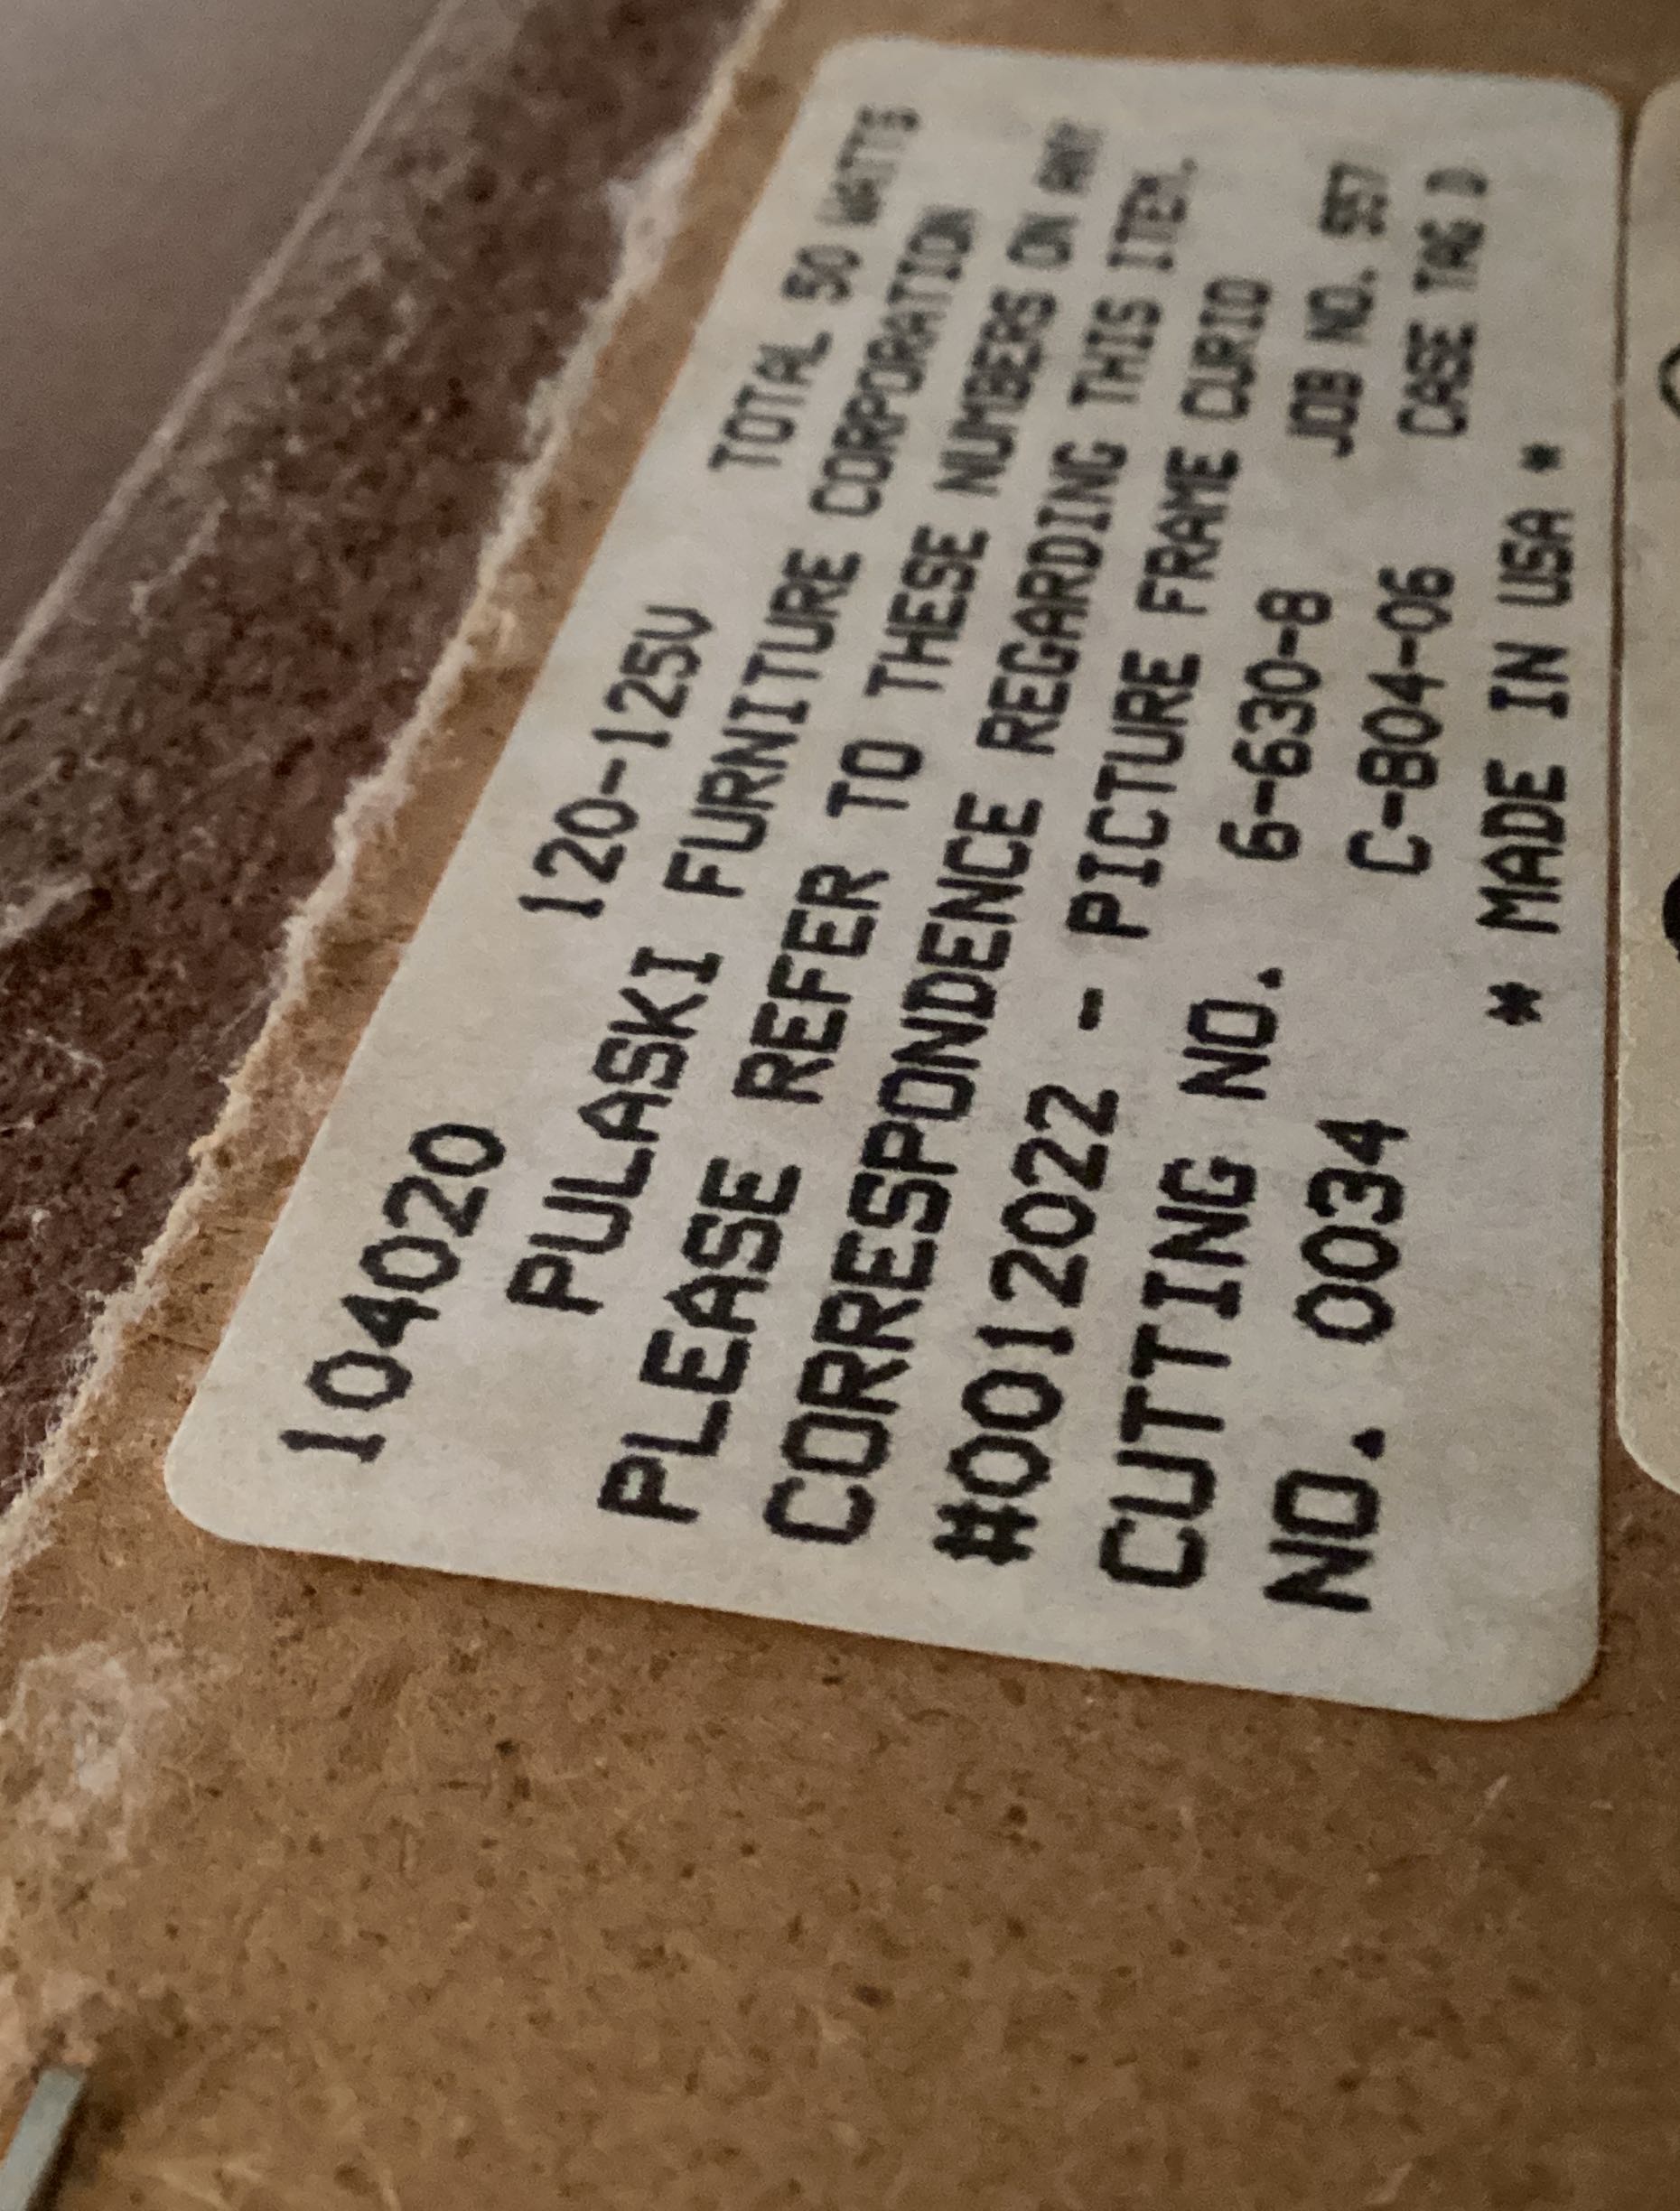 104020 120-125V TOTAL 50 WATTS
PULASKI FURNITURE CORPORATION
PLEASE REFER TO THESE NUMBERS ON ANY
CORRESPONDENCE REGARDING THIS ITEM.
#0012022 - PICTURE FRAME CURIO
CUTTING NO. 6-630-8 JOB NO. 557
NO. 0034 C-804-06 CASE TAG D
* MADE IN USA *